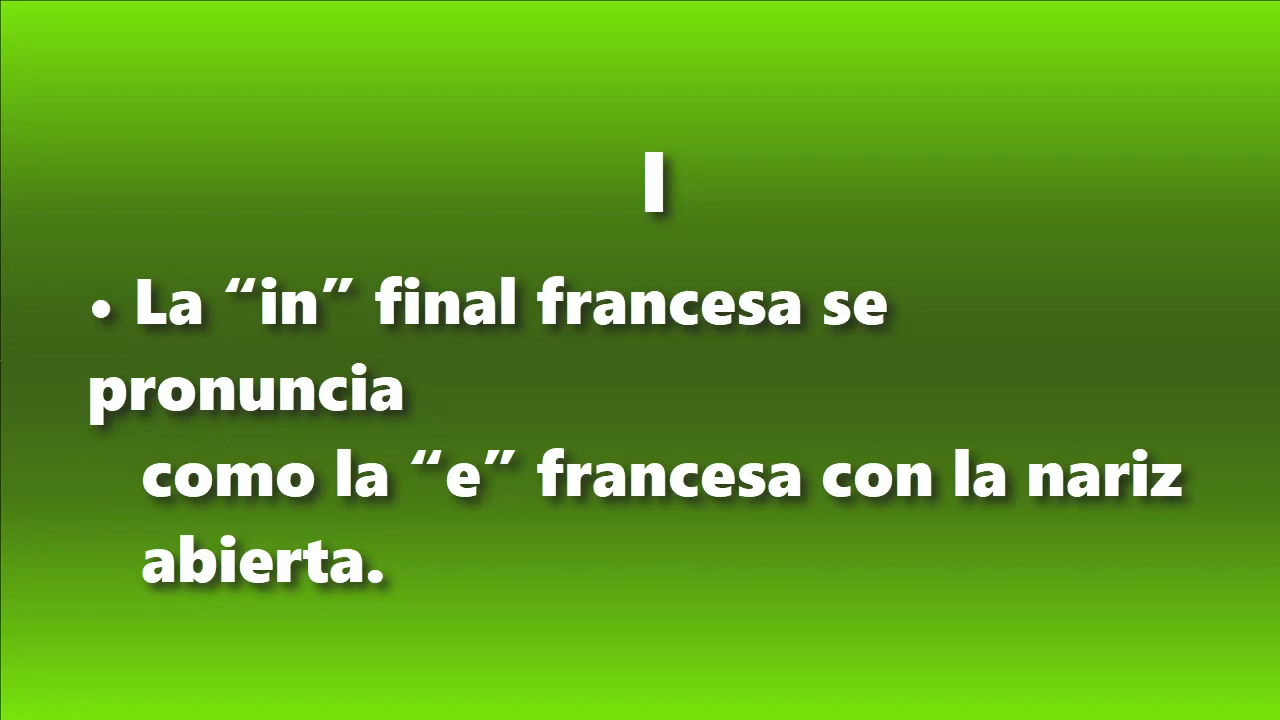 I
• La “in” final francesa se
pronuncia
como la “e” francesa con la nariz
abierta.